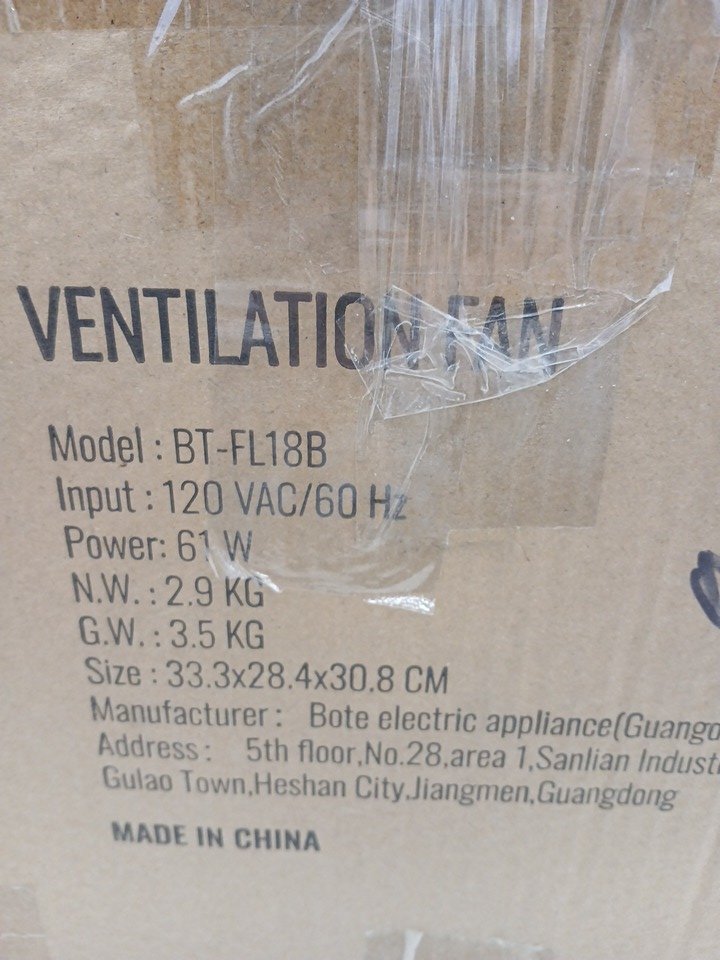 VENTILATION FAN
Model : BT-FL18B
Input : 120 VAC/60 Hz
Power: 61 W
N.W. : 2.9 KG
G.W. : 3.5 KG
Size : 33.3x28.4x30.8 CM
Manufacturer : Bote electric appliance(Guangd
Address : 5th floor,No.28,area 1,Sanlian Industr
Gulao Town,Heshan City,Jiangmen,Guangdong
MADE IN CHINA